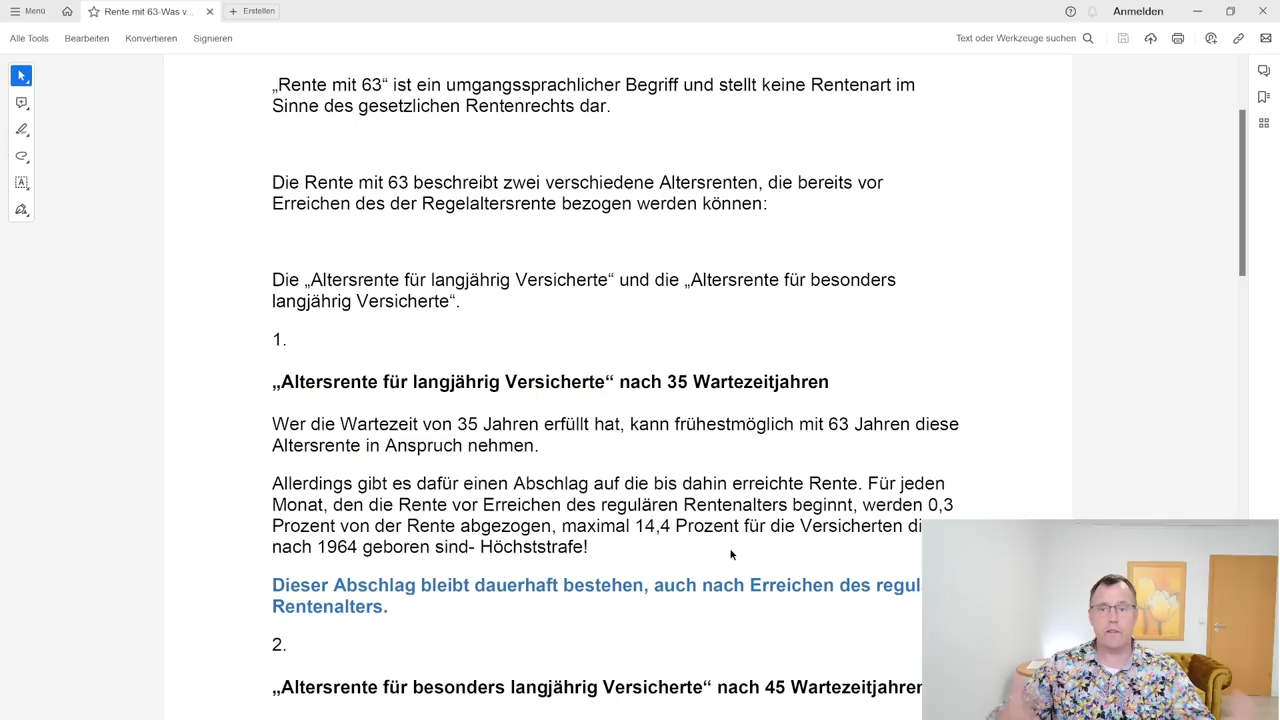 Menü
Rente mit 63-Was v...
Erstellen
Anmelden
Alle Tools
Bearbeiten
Konvertieren
Signieren
Text oder Werkzeuge suchen
„Rente mit 63“ ist ein umgangssprachlicher Begriff und stellt keine Rentenart im
Sinne des gesetzlichen Rentenrechts dar.
Die Rente mit 63 beschreibt zwei verschiedene Altersrenten, die bereits vor
Erreichen des der Regelaltersrente bezogen werden können:
Die „Altersrente für langjährig Versicherte“ und die „Altersrente für besonders
langjährig Versicherte“.
1.
„Altersrente für langjährig Versicherte“ nach 35 Wartezeitjahren
Wer die Wartezeit von 35 Jahren erfüllt hat, kann frühestmöglich mit 63 Jahren diese
Altersrente in Anspruch nehmen.
Allerdings gibt es dafür einen Abschlag auf die bis dahin erreichte Rente. Für jeden
Monat, den die Rente vor Erreichen des regulären Rentenalters beginnt, werden 0,3
Prozent von der Rente abgezogen, maximal 14,4 Prozent für die Versicherten di
nach 1964 geboren sind- Höchststrafe!
Dieser Abschlag bleibt dauerhaft bestehen, auch nach Erreichen des regul
Rentenalters.
2.
„Altersrente für besonders langjährig Versicherte“ nach 45 Wartezeitjahren